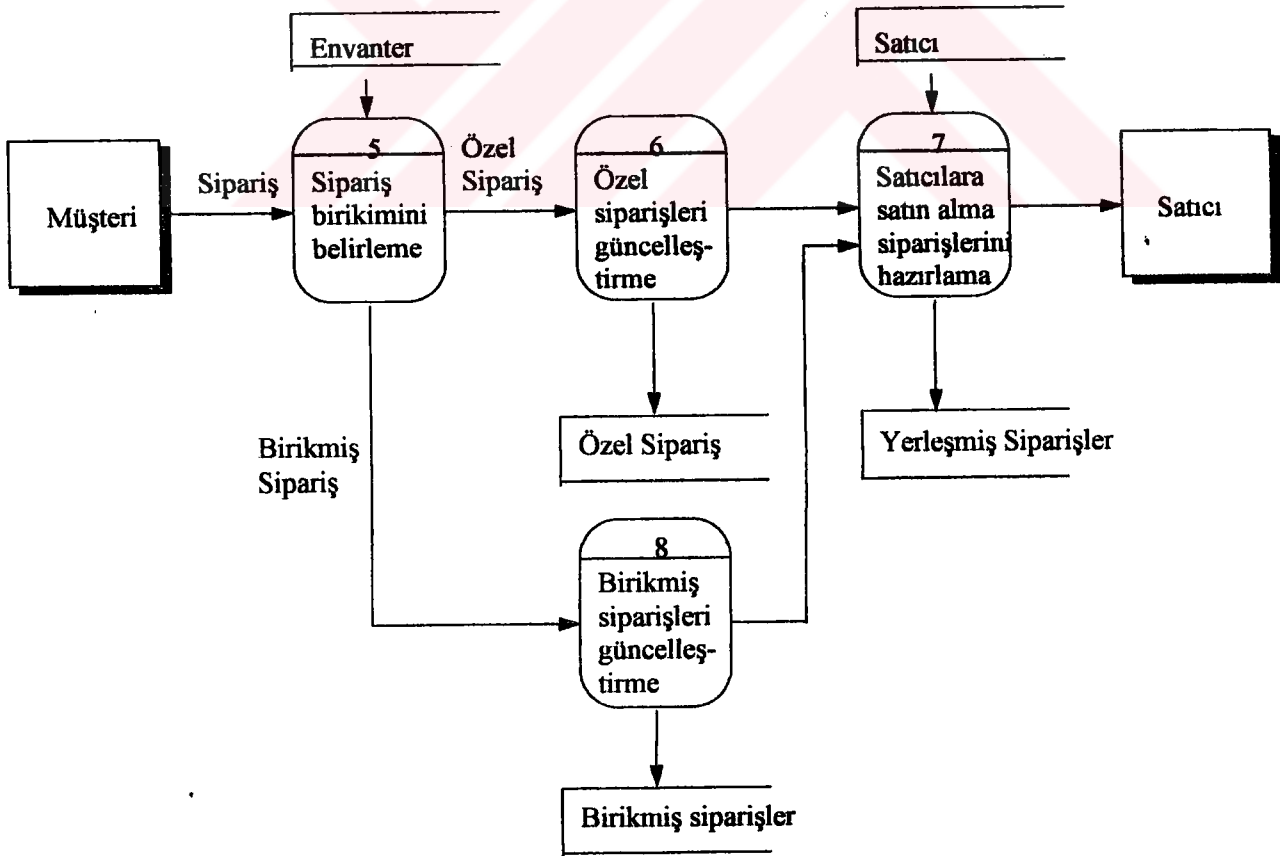 Envanter
Satıcı
Müşteri
Sipariş
5
Sipariş
birikimini
belirleme
Özel
Sipariş
6
Özel
siparişleri
güncelleş-
tirme
7
Satıcılara
satın alma
siparişlerini
hazırlama
Satıcı
Birikmiş
Sipariş
Özel Sipariş
Yerleşmiş Siparişler
8
Birikmiş
siparişleri
güncelleş-
tirme
Birikmiş siparişler